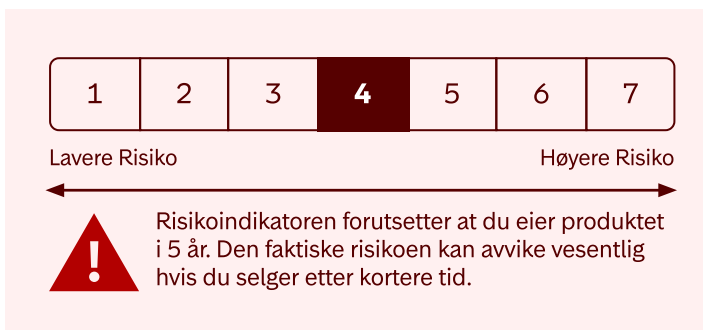 1 2 3 4 5 6 7
Lavere Risiko Høyere Risiko
!
Risikoindikatoren forutsetter at du eier produktet
i 5 år. Den faktiske risikoen kan avvike vesentlig
hvis du selger etter kortere tid.